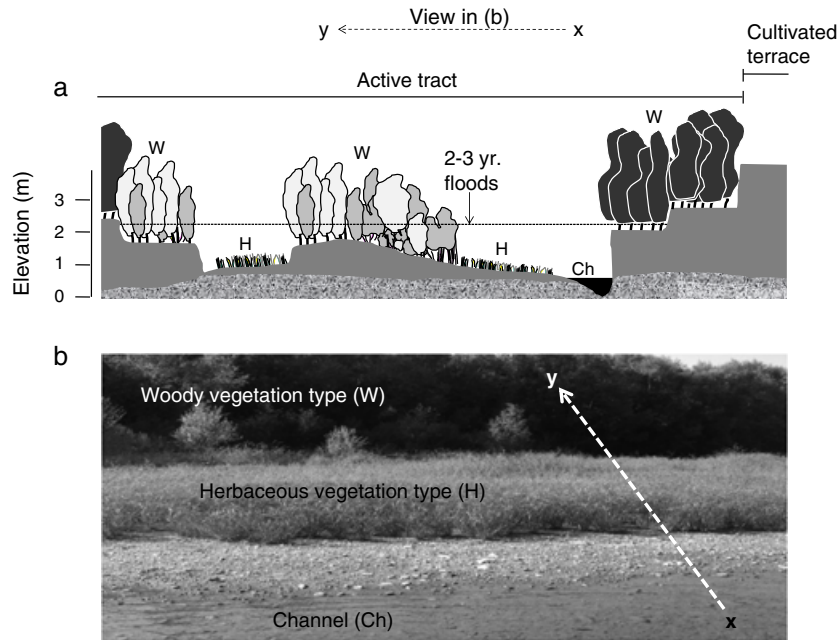 View in (b)
y x
Cultivated
terrace
a
Active tract
W
W
W
2-3 yr.
floods
H
H
Ch
Elevation (m)
3
2
1
0
b
y
Woody vegetation type (W)
Herbaceous vegetation type (H)
Channel (Ch)
x